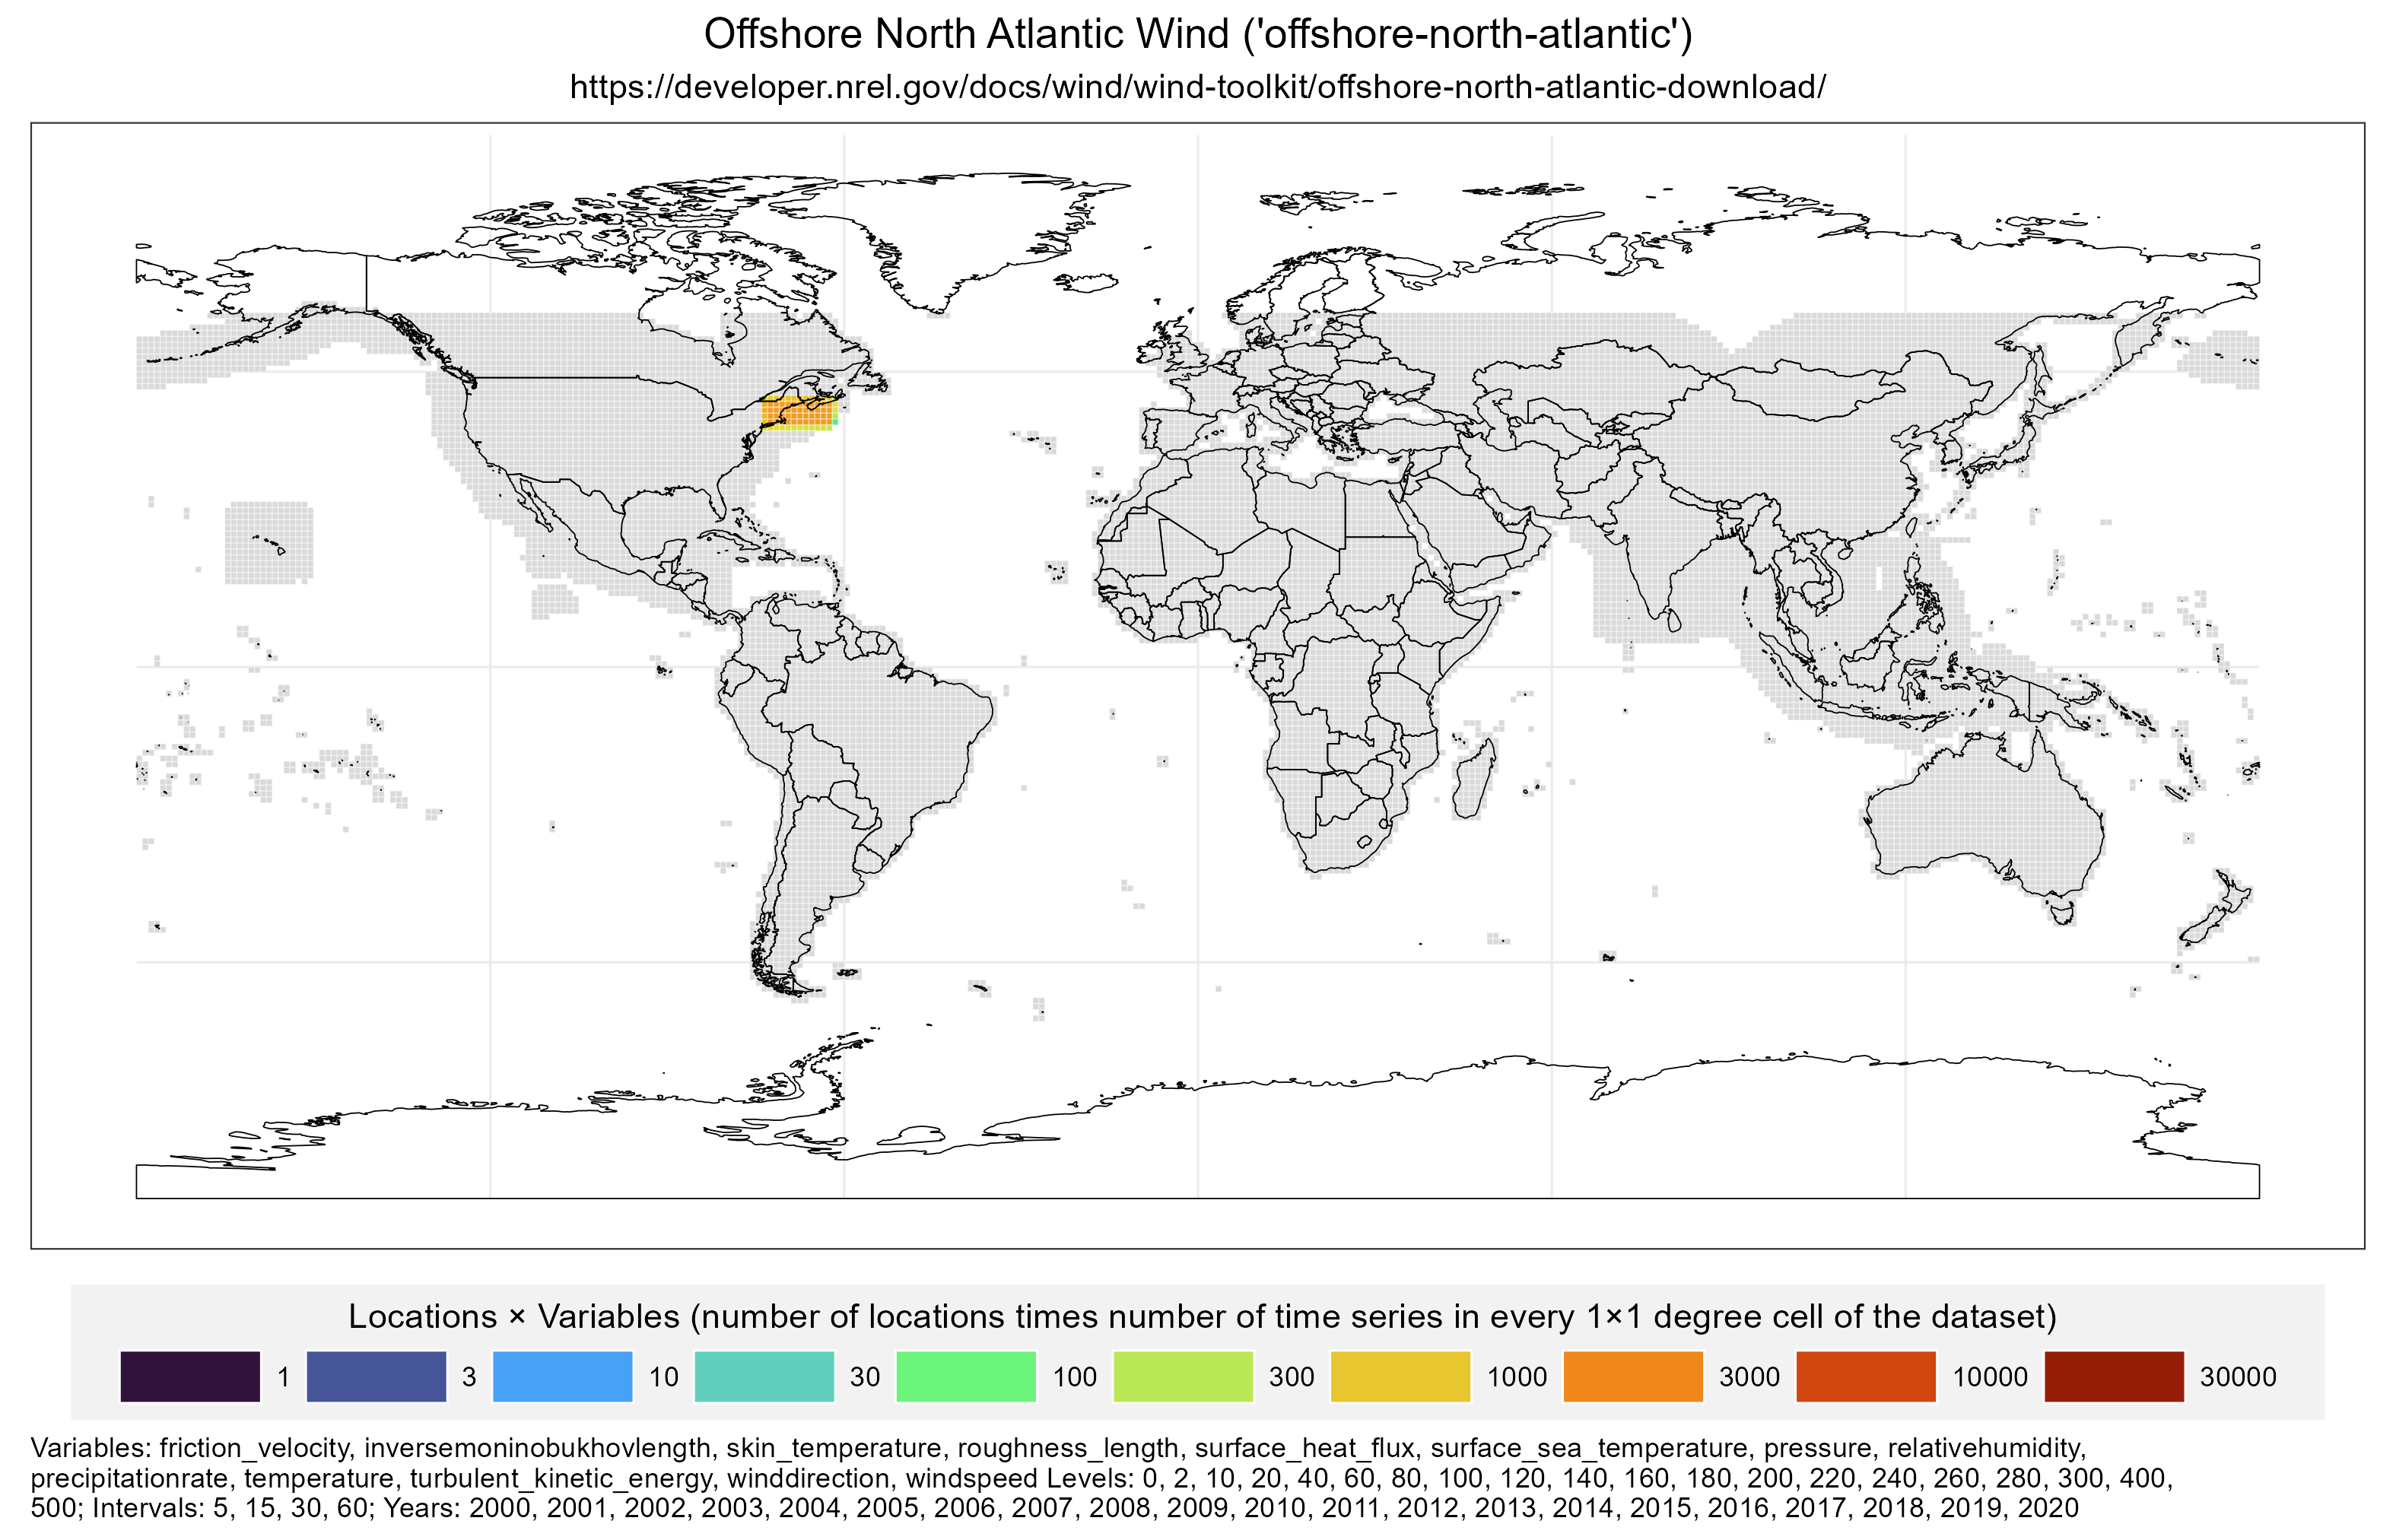 Offshore North Atlantic Wind ('offshore-north-atlantic')
https://developer.nrel.gov/docs/wind/wind-toolkit/offshore-north-atlantic-download/
Locations × Variables (number of locations times number of time series in every 1×1 degree cell of the dataset)
1 3 10 30 100 300 1000 3000 10000 30000
Variables: friction_velocity, inversemoninobukhovlength, skin_temperature, roughness_length, surface_heat_flux, surface_sea_temperature, pressure, relativehumidity,
precipitationrate, temperature, turbulent_kinetic_energy, winddirection, windspeed Levels: 0, 2, 10, 20, 40, 60, 80, 100, 120, 140, 160, 180, 200, 220, 240, 260, 280, 300, 400,
500; Intervals: 5, 15, 30, 60; Years: 2000, 2001, 2002, 2003, 2004, 2005, 2006, 2007, 2008, 2009, 2010, 2011, 2012, 2013, 2014, 2015, 2016, 2017, 2018, 2019, 2020